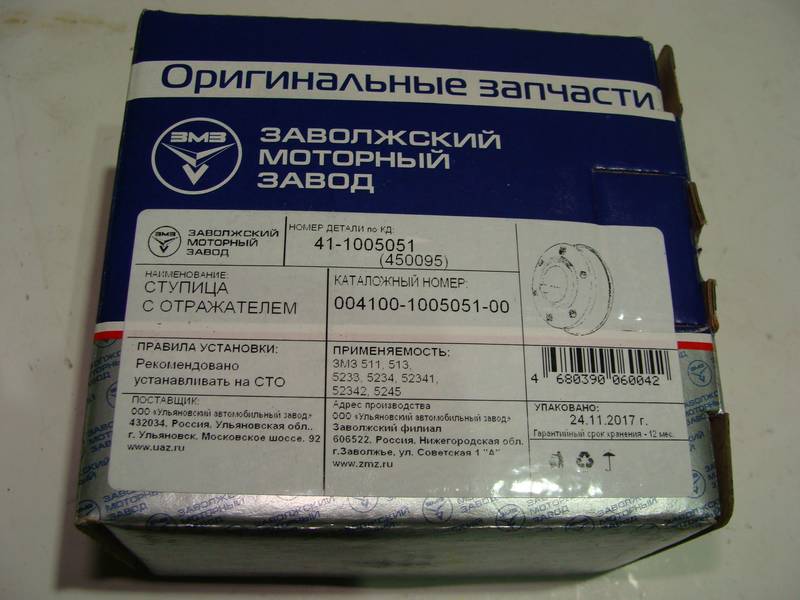 Оригинальные запчасти
ЗМЗ
ЗАВОЛЖСКИЙ
МОТОРНЫЙ
ЗАВОД
ЗМЗ
ЗАВОЛЖСКИЙ
МОТОРНЫЙ
ЗАВОД
НОМЕР ДЕТАЛИ по КД:
41-1005051
(450095)
НАИМЕНОВАНИЕ:
СТУПИЦА
С ОТРАЖАТЕЛЕМ
КАТАЛОЖНЫЙ НОМЕР:
004100-1005051-00
ПРАВИЛА УСТАНОВКИ:
Рекомендовано
устанавливать на СТО
ПРИМЕНЯЕМОСТЬ:
ЗМЗ 511, 513,
5233, 5234, 52341,
52342, 5245
4 680390 060042
ПОСТАВЩИК:
ООО «Ульяновский автомобильный завод»
432034. Россия. Ульяновская обл..
г. Ульяновск. Московское шоссе. 92
www.uaz.ru
Адрес производства
ООО «Ульяновский автомобильный завод»
Заволжский филиал
606522. Россия. Нижегородская обл.
г.Заволжье, ул. Советская 1 "А"
www.zmz.ru
УПАКОВАНО:
24.11.2017 г.
Гарантийный срок хранения - 12 мес.
ЗАВОЛЖСКИЙ
МОТОРНЫЙ
ЗАВОД